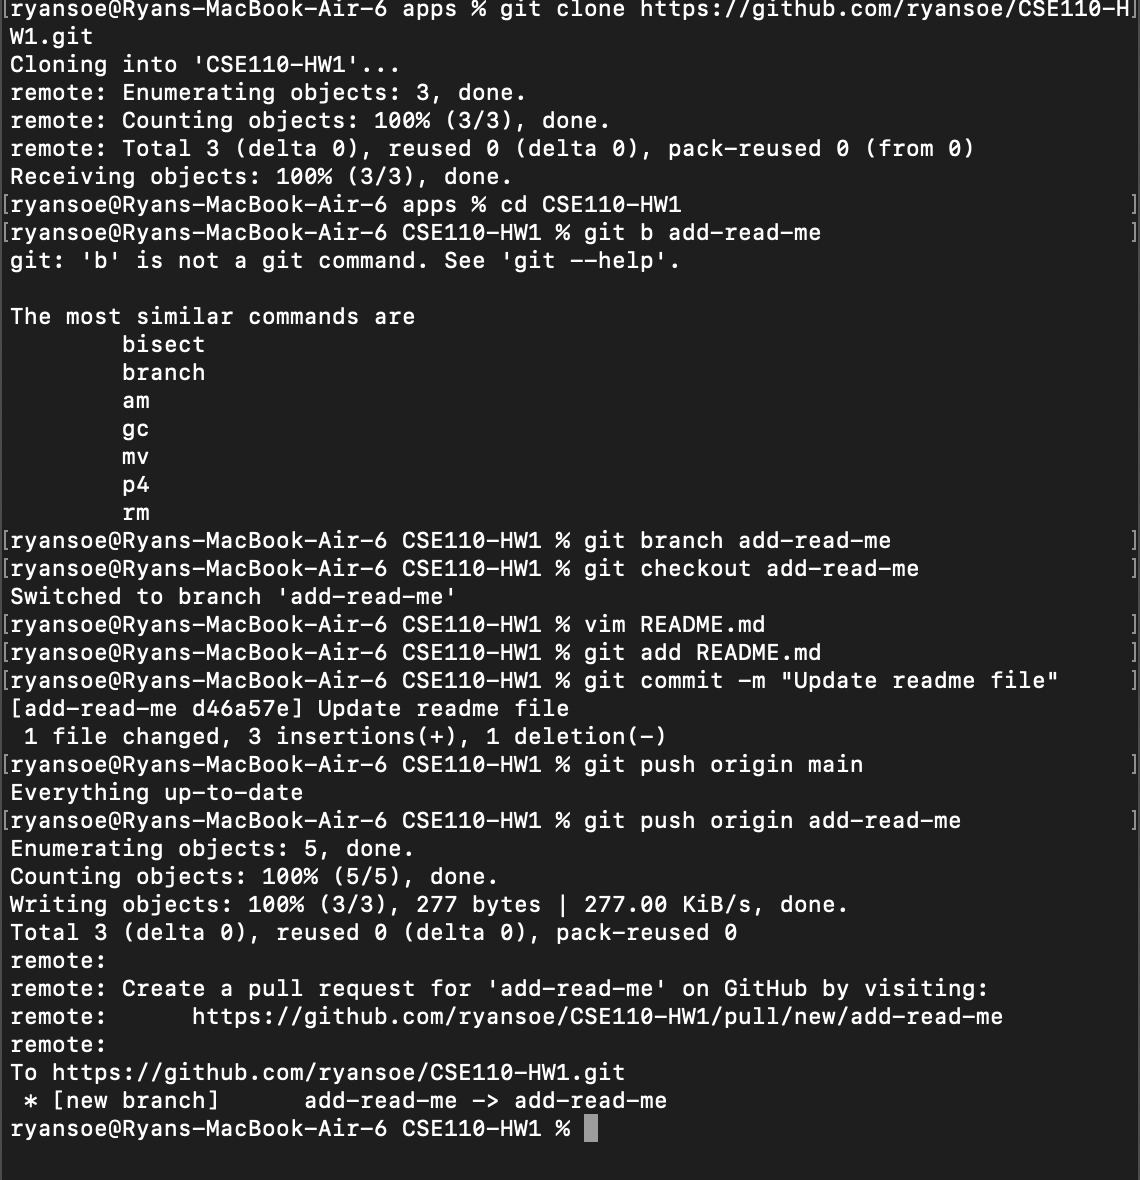 [ryansoe@Ryans-MacBook-Air-6 apps % git clone https://github.com/ryansoe/CSE110-H]
W1.git
Cloning into 'CSE110-HW1'...
remote: Enumerating objects: 3, done.
remote: Counting objects: 100% (3/3), done.
remote: Total 3 (delta 0), reused 0 (delta 0), pack-reused 0 (from 0)
Receiving objects: 100% (3/3), done.
[ryansoe@Ryans-MacBook-Air-6 apps % cd CSE110-HW1 ]
[ryansoe@Ryans-MacBook-Air-6 CSE110-HW1 % git b add-read-me ]
git: 'b' is not a git command. See 'git --help'.

The most similar commands are
        bisect
        branch
        am
        gc
        mv
        p4
        rm
[ryansoe@Ryans-MacBook-Air-6 CSE110-HW1 % git branch add-read-me ]
[ryansoe@Ryans-MacBook-Air-6 CSE110-HW1 % git checkout add-read-me ]
Switched to branch 'add-read-me'
[ryansoe@Ryans-MacBook-Air-6 CSE110-HW1 % vim README.md ]
[ryansoe@Ryans-MacBook-Air-6 CSE110-HW1 % git add README.md ]
[ryansoe@Ryans-MacBook-Air-6 CSE110-HW1 % git commit -m "Update readme file" ]
[add-read-me d46a57e] Update readme file
 1 file changed, 3 insertions(+), 1 deletion(-)
[ryansoe@Ryans-MacBook-Air-6 CSE110-HW1 % git push origin main ]
Everything up-to-date
[ryansoe@Ryans-MacBook-Air-6 CSE110-HW1 % git push origin add-read-me ]
Enumerating objects: 5, done.
Counting objects: 100% (5/5), done.
Writing objects: 100% (3/3), 277 bytes | 277.00 KiB/s, done.
Total 3 (delta 0), reused 0 (delta 0), pack-reused 0
remote:
remote: Create a pull request for 'add-read-me' on GitHub by visiting:
remote:      https://github.com/ryansoe/CSE110-HW1/pull/new/add-read-me
remote:
To https://github.com/ryansoe/CSE110-HW1.git
 * [new branch]      add-read-me -> add-read-me
ryansoe@Ryans-MacBook-Air-6 CSE110-HW1 %